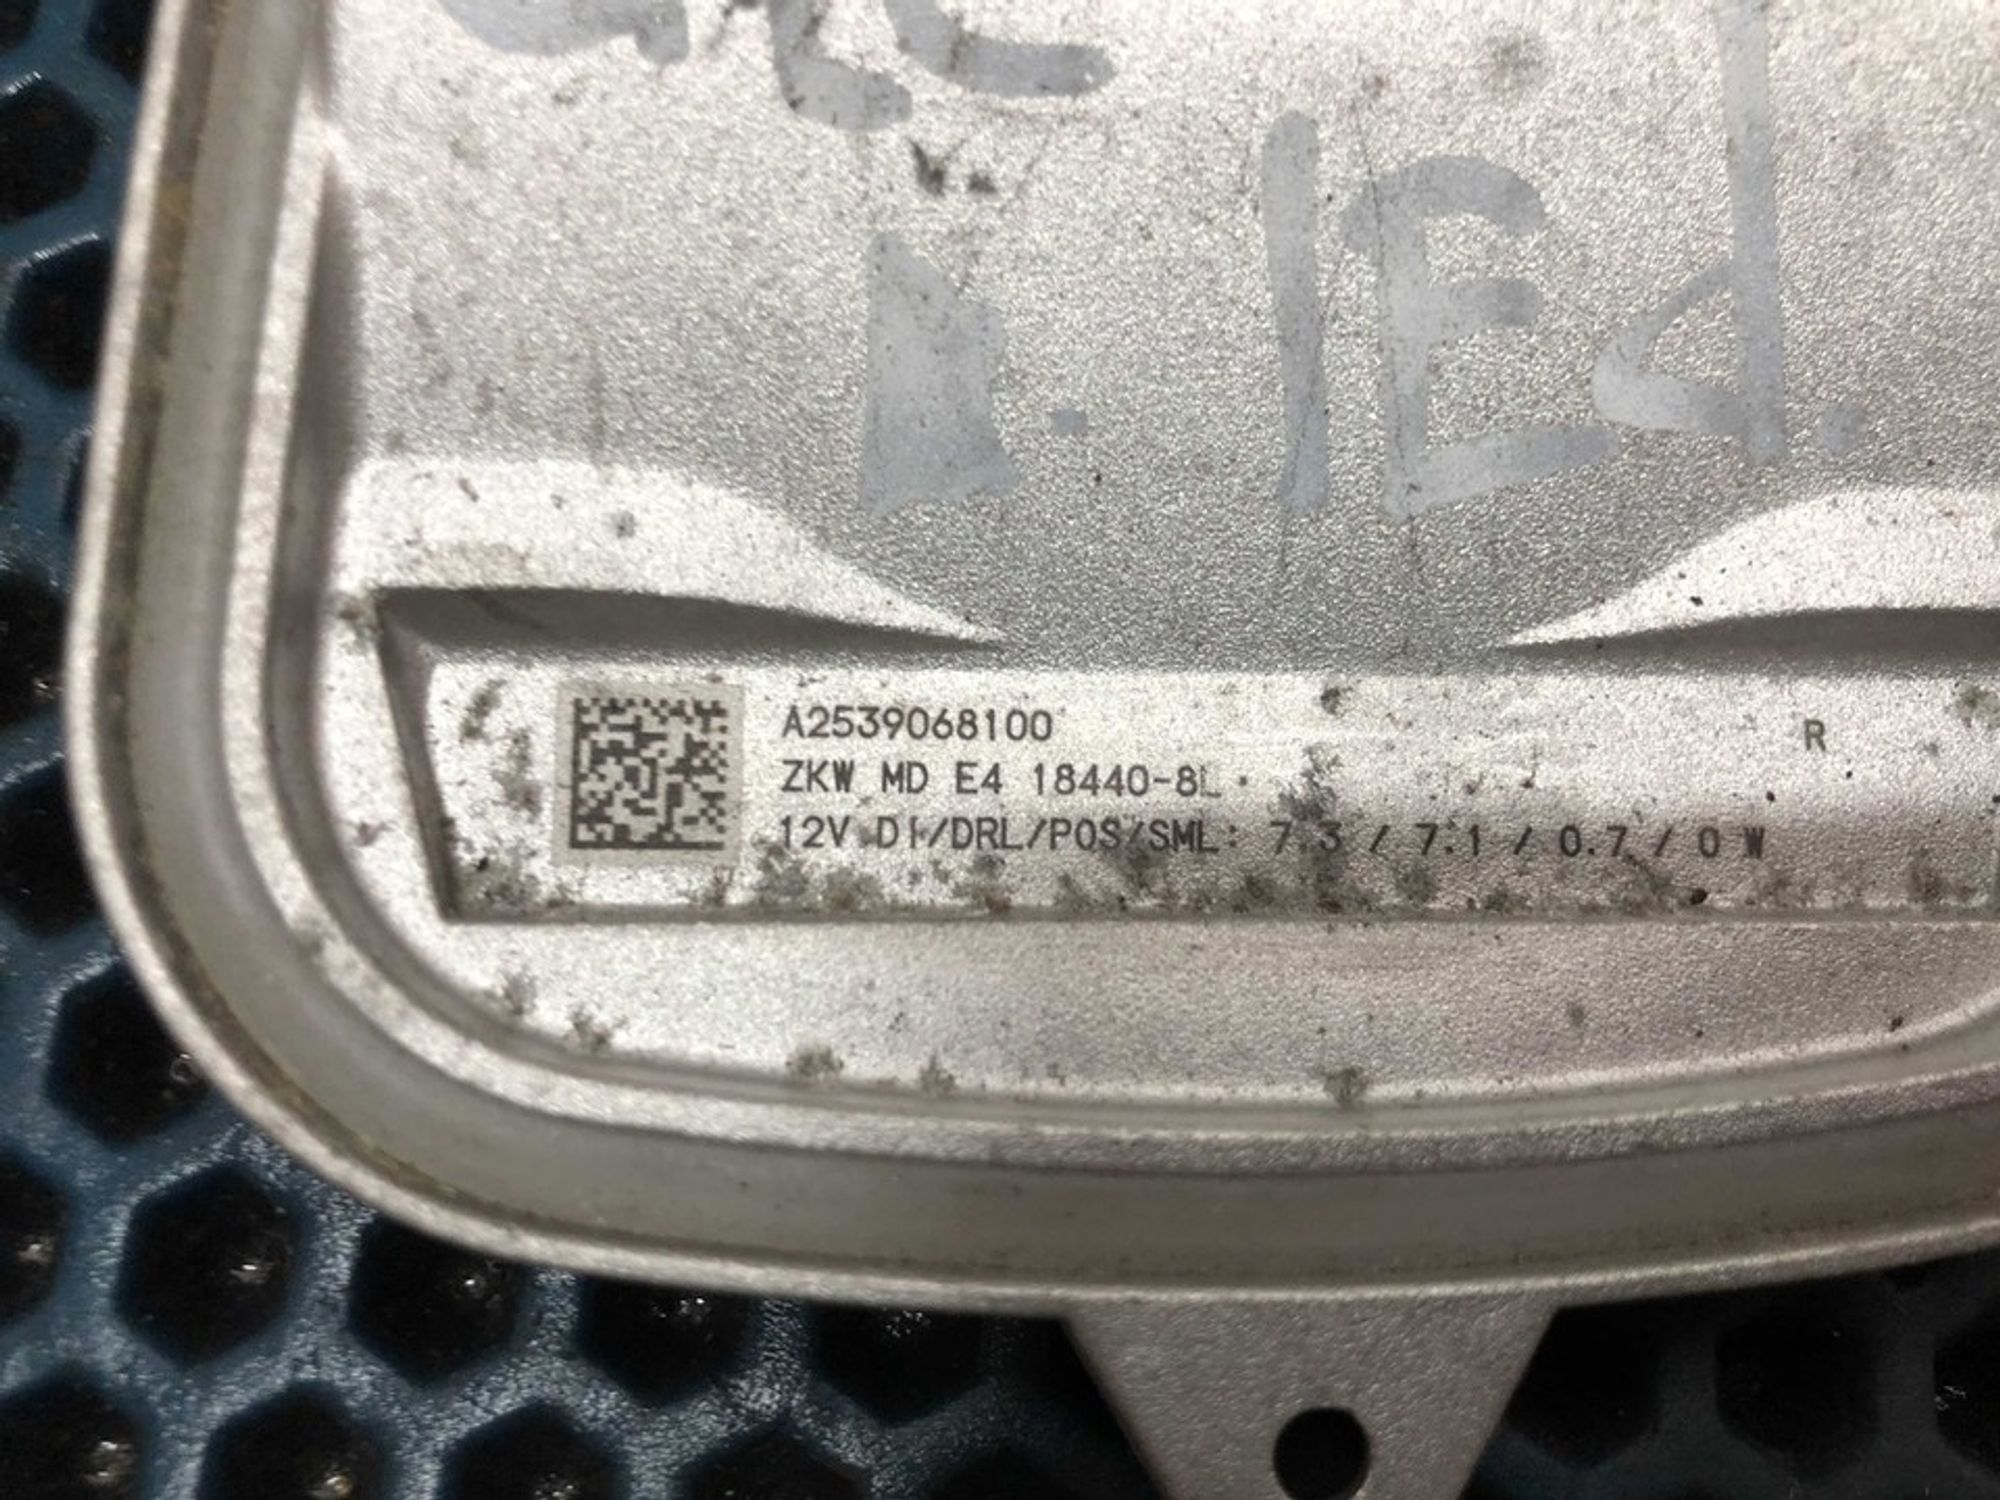 GLC
L. LEd.
A2539068100 R
ZKW MD E4 18440-8L
12V DI/DRL/POS/SML: 7.3 / 7.1 / 0.7 / 0 W